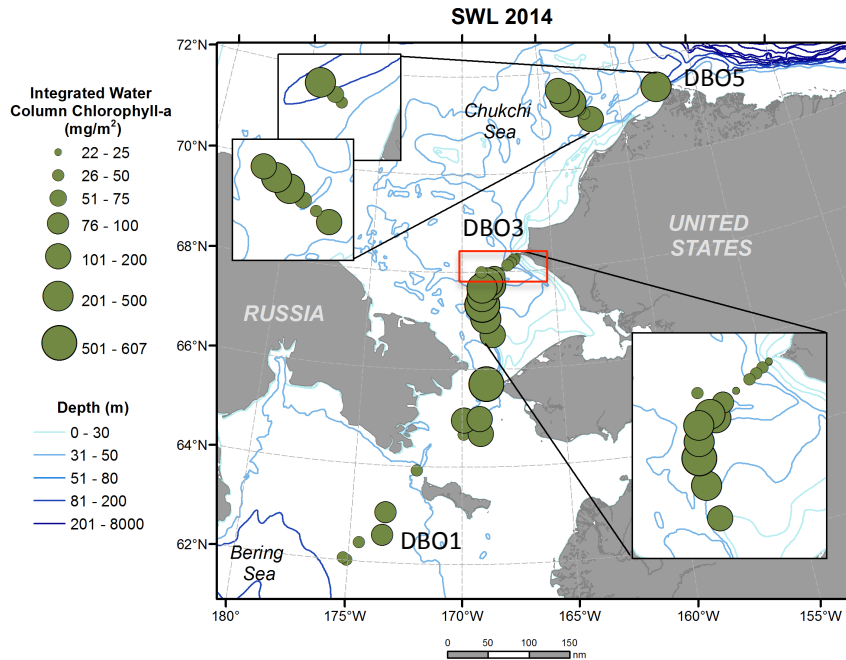 SWL 2014
Integrated Water
Column Chlorophyll-a
(mg/m²)
22 - 25
26 - 50
51 - 75
76 - 100
101 - 200
201 - 500
501 - 607
Depth (m)
0 - 30
31 - 50
51 - 80
81 - 200
201 - 8000
72°N
70°N
68°N
66°N
64°N
62°N
DBO5
Chukchi
Sea
DBO3
UNITED
STATES
RUSSIA
DBO1
Bering
Sea
180°
175°W
170°W
165°W
160°W
155°W
0 50 100 150
nm